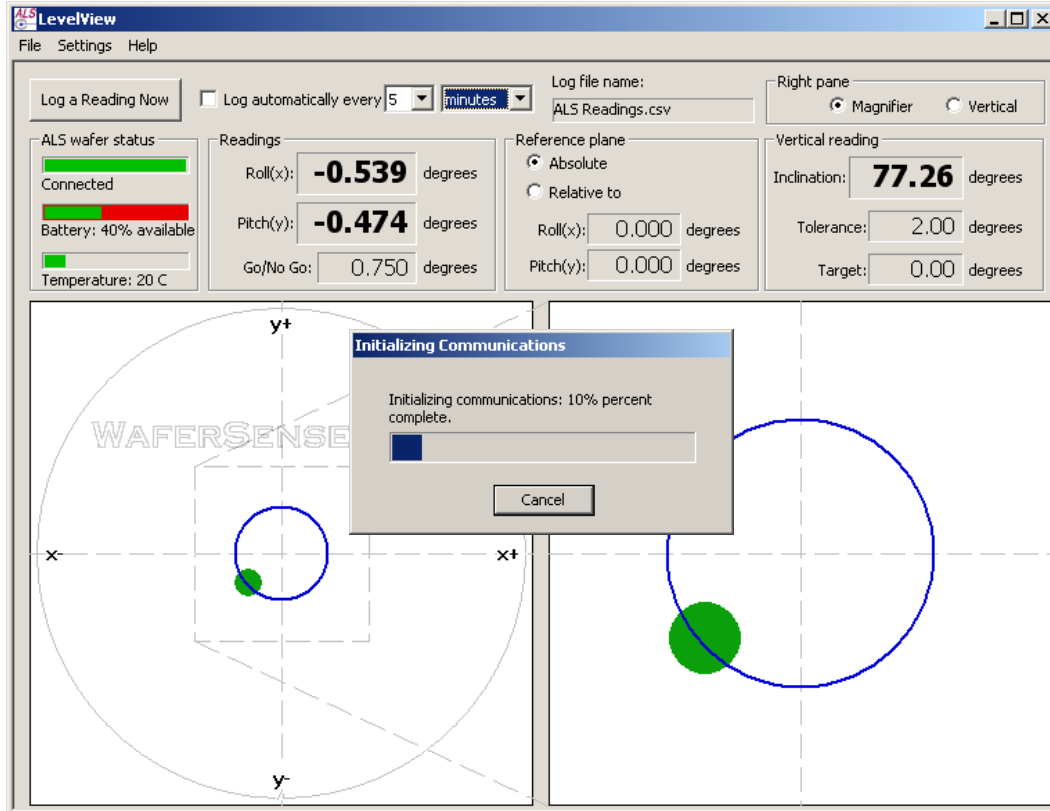 ALS LevelView
File Settings Help
Log a Reading Now
Log automatically every 5 minutes
Log file name:
ALS Readings.csv
Right pane
Magnifier Vertical
ALS wafer status
Connected
Battery: 40% available
Temperature: 20 C
Readings
Roll(x): -0.539 degrees
Pitch(y): -0.474 degrees
Go/No Go: 0.750 degrees
Reference plane
Absolute
Relative to
Roll(x): 0.000 degrees
Pitch(y): 0.000 degrees
Vertical reading
Inclination: 77.26 degrees
Tolerance: 2.00 degrees
Target: 0.00 degrees
y+
WAFERSENSE
x-
x+
y-
Initializing Communications
Initializing communications: 10% percent
complete.
Cancel